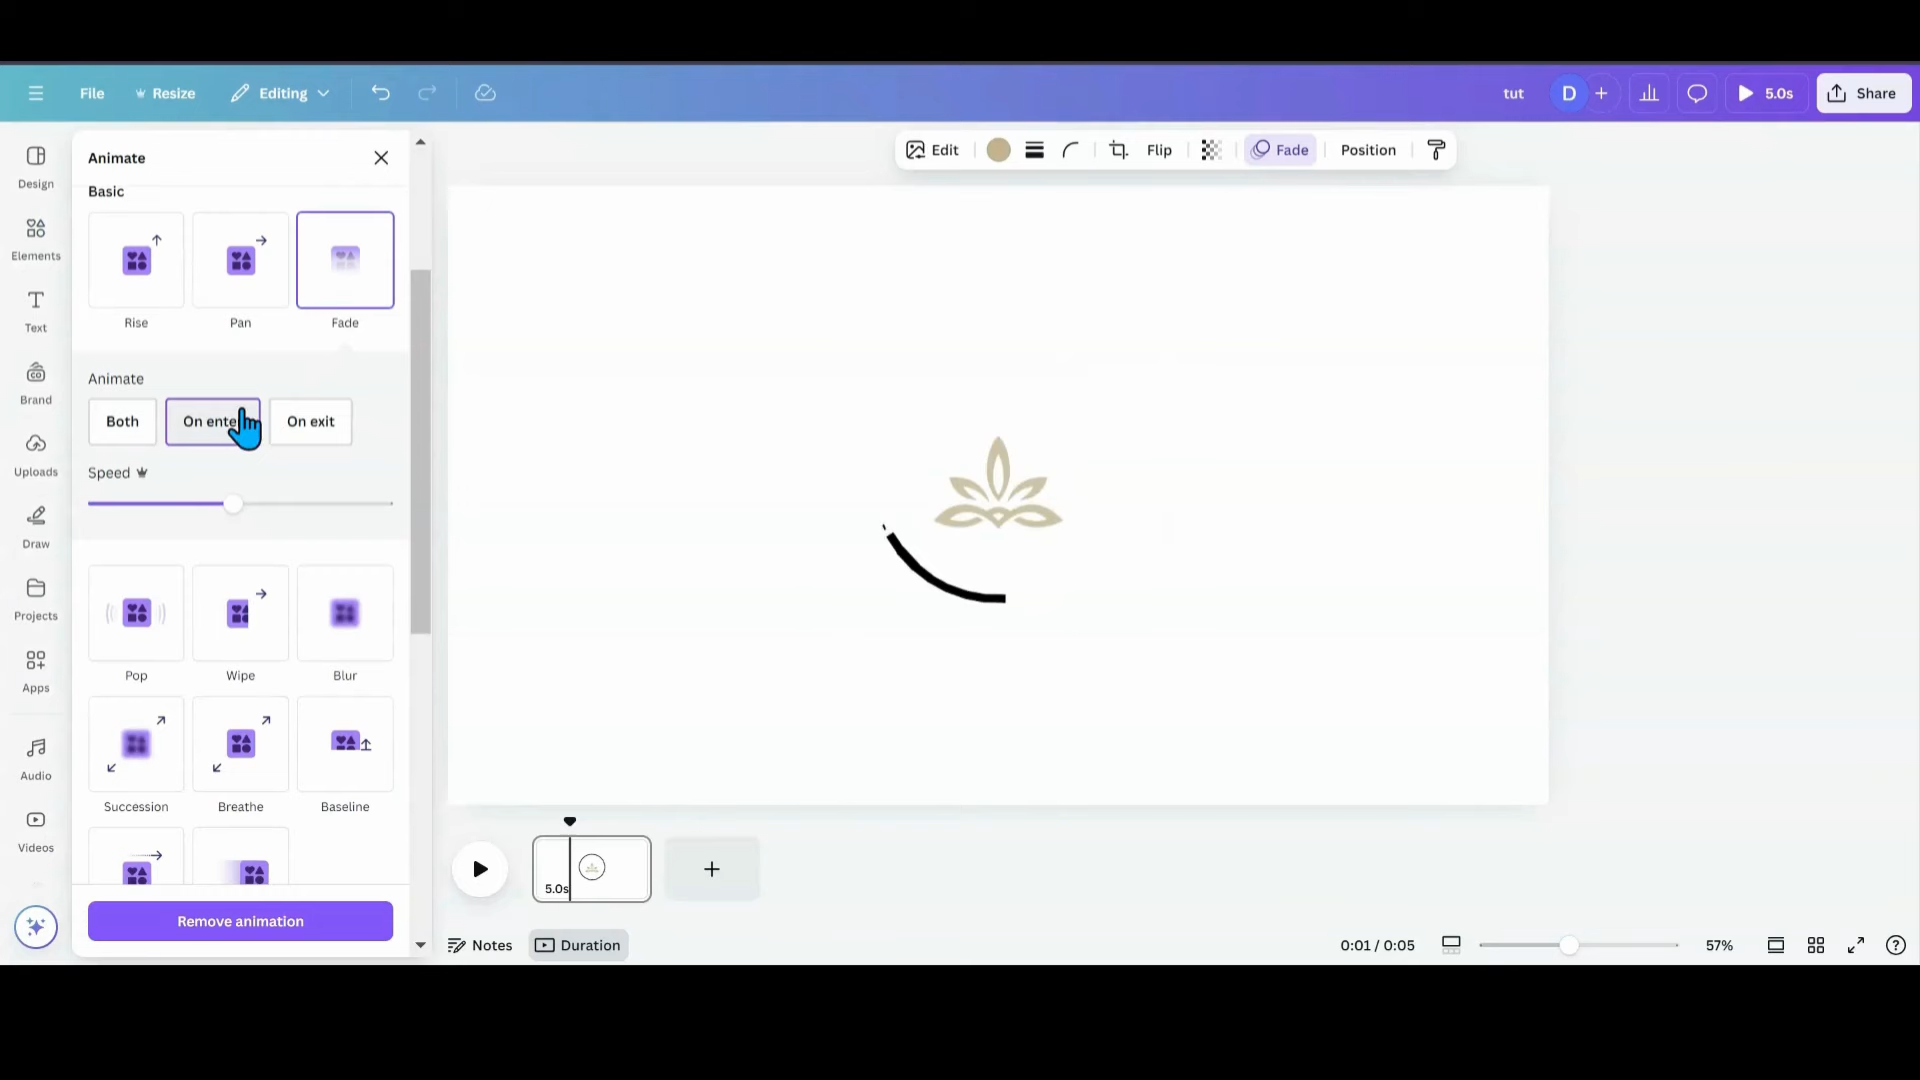 File
Resize
Editing
tut
D
5.0s
Share
Design
Elements
Text
Brand
Uploads
Draw
Projects
Apps
Audio
Videos
Animate
Basic
Rise
Pan
Fade
Animate
Both
On ente
On exit
Speed
Pop
Wipe
Blur
Succession
Breathe
Baseline
Remove animation
Edit
Flip
Fade
Position
5.0s
Notes
Duration
0:01 / 0:05
57%